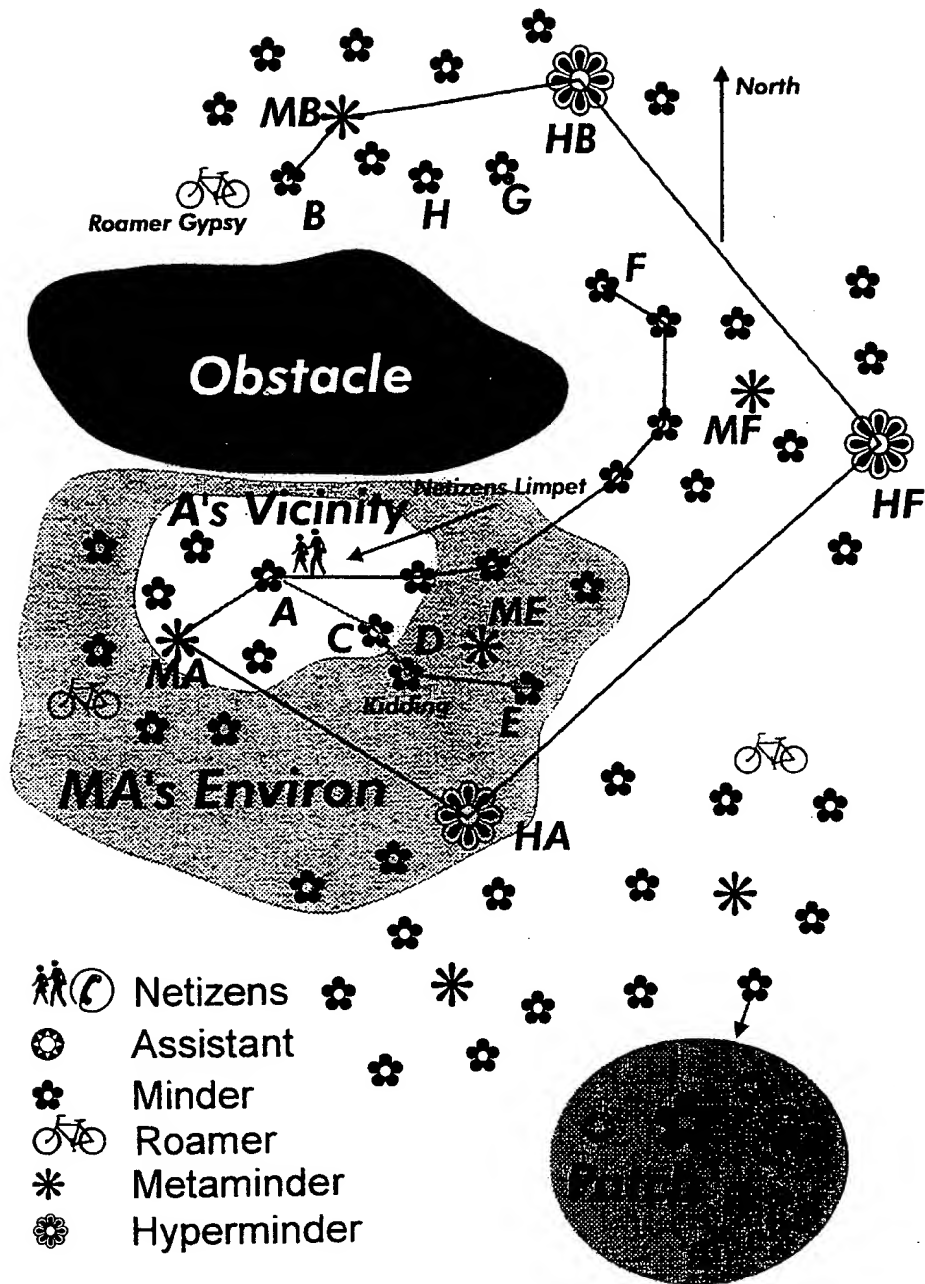 North
MB
HB
B
H
G
Roamer Gypsy
F
Obstacle
MF
HF
Netizens Limpet
A's Vicinity
A
ME
C
D
MA
Kidding
E
MA's Environ
HA
Netizens
Assistant
Minder
Roamer
Metaminder
Hyperminder